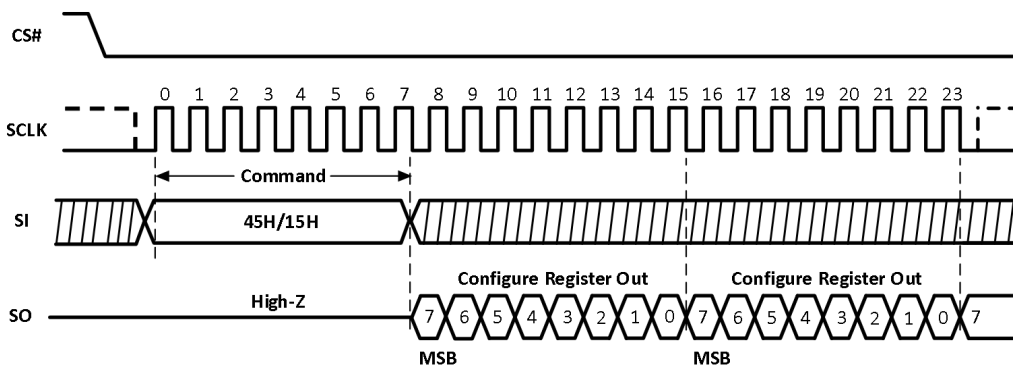 CS#
0 1 2 3 4 5 6 7 8 9 10 11 12 13 14 15 16 17 18 19 20 21 22 23
SCLK
Command
SI
45H/15H
Configure Register Out
Configure Register Out
High-Z
SO
7 6 5 4 3 2 1 0 7 6 5 4 3 2 1 0 7
MSB
MSB